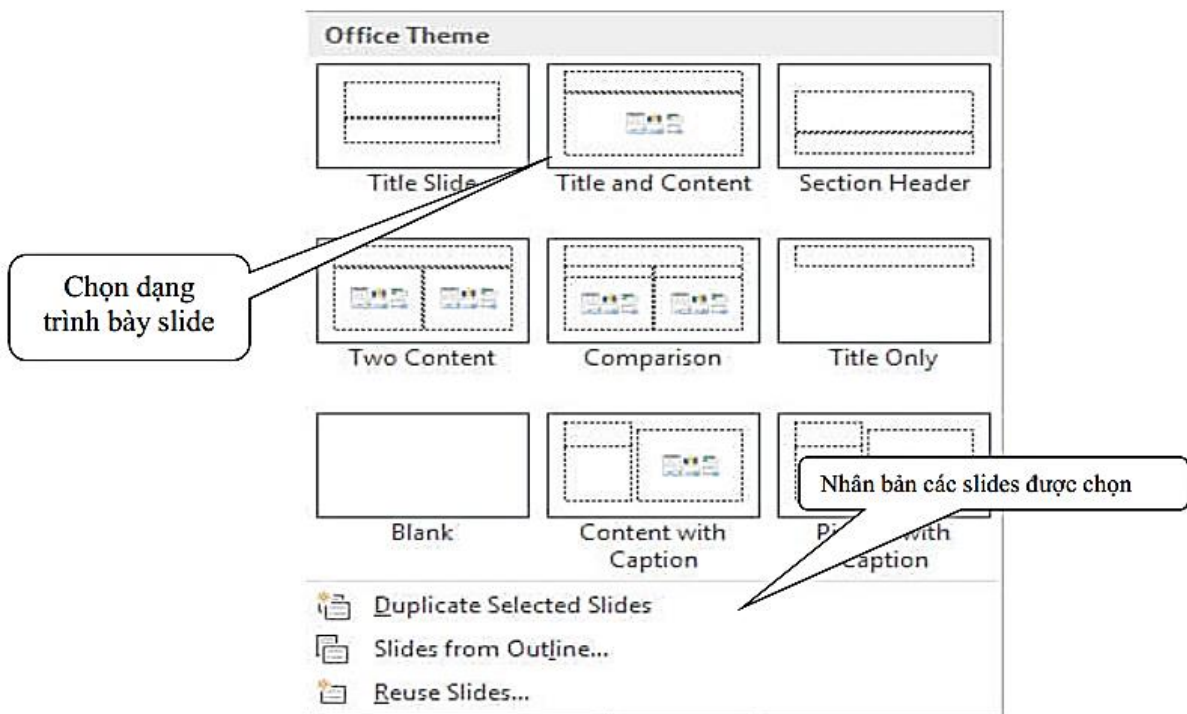 Office Theme
Title Slide
Title and Content
Section Header
Chọn dạng
trình bày slide
Two Content
Comparison
Title Only
Nhân bản các slides được chọn
Blank
Content with
Caption
with
Caption
Duplicate Selected Slides
Slides from Outline...
Reuse Slides...